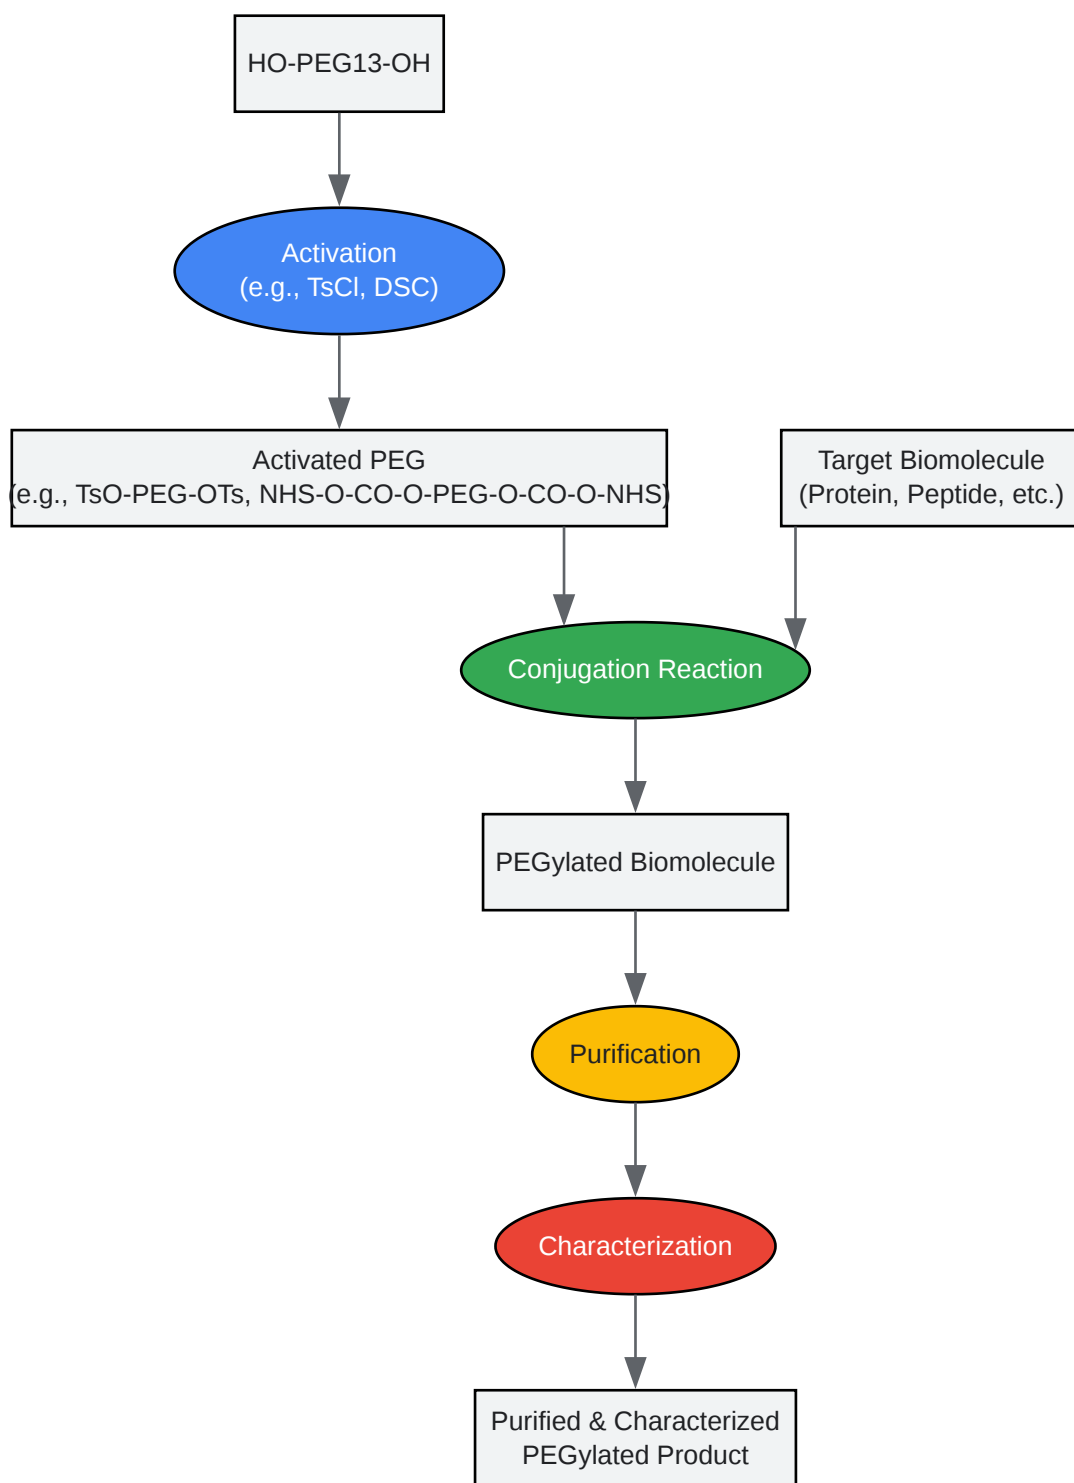 HO-PEG13-OH
Activation
(e.g., TsCl, DSC)
Activated PEG
(e.g., TsO-PEG-OTs, NHS-O-CO-O-PEG-O-CO-O-NHS)
Target Biomolecule
(Protein, Peptide, etc.)
Conjugation Reaction
PEGylated Biomolecule
Purification
Characterization
Purified & Characterized
PEGylated Product